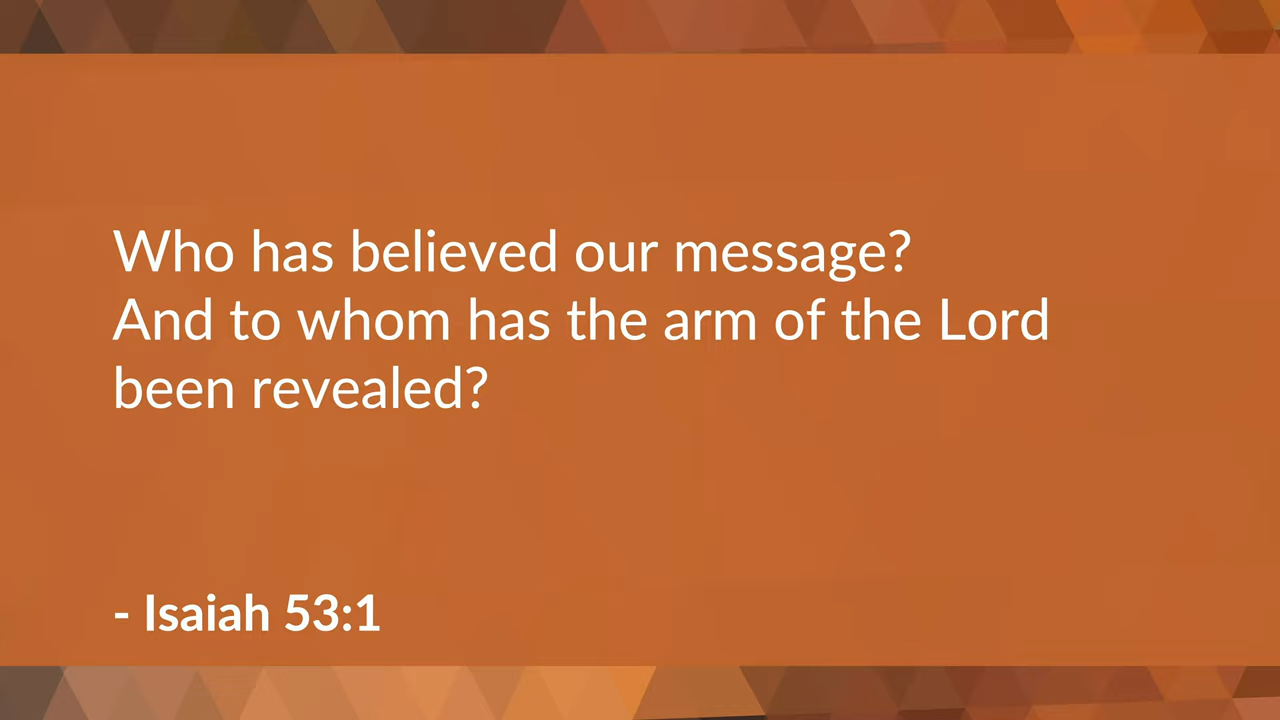 Who has believed our message?
And to whom has the arm of the Lord
been revealed?
- Isaiah 53:1